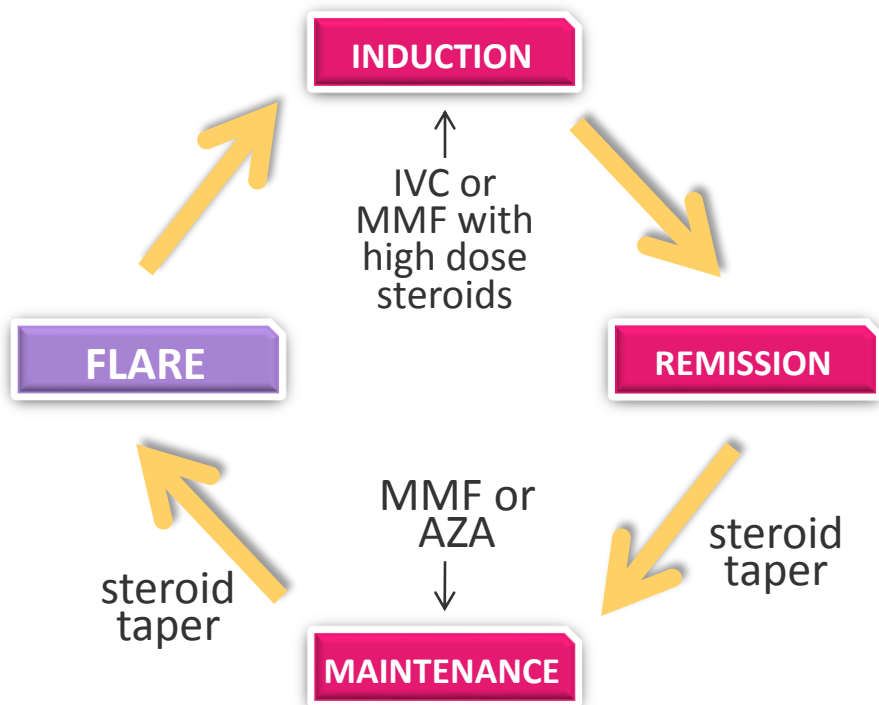 INDUCTION
IVC or
MMF with
high dose
steroids
FLARE
REMISSION
MMF or
AZA
steroid
taper
steroid
taper
MAINTENANCE